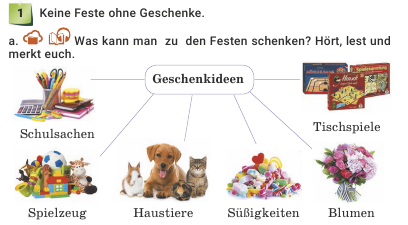 1 Keine Feste ohne Geschenke.
a. Was kann man zu den Festen schenken? Hört, lest und
merkt euch.
Geschenkideen
Schulsachen
Tischspiele
Spielzeug
Haustiere
Süßigkeiten
Blumen